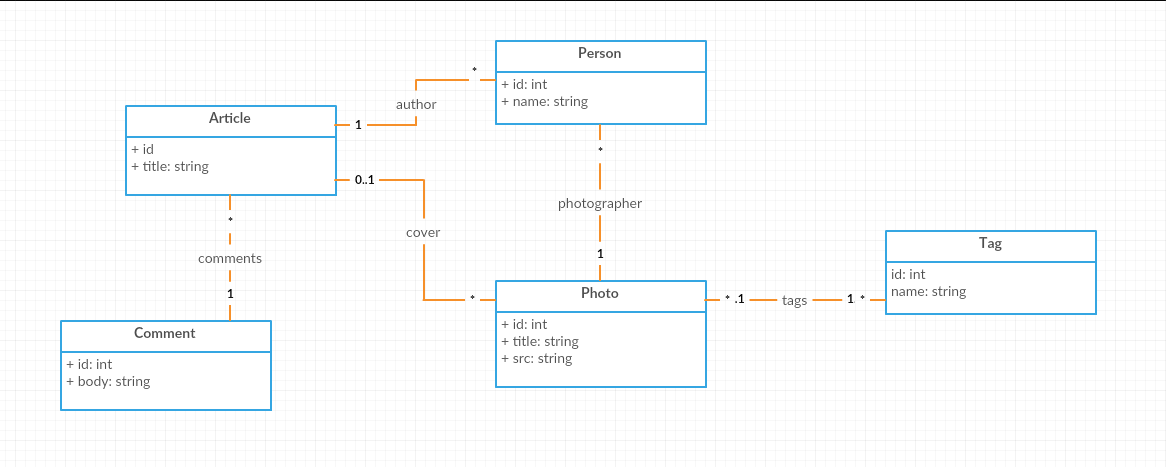 Person
+ id: int
+ name: string
*
author
1
Article
+ id
+ title: string
0..1
cover
*
*
photographer
1
*
comments
1
Comment
+ id: int
+ body: string
Photo
+ id: int
+ title: string
+ src: string
* .1
tags
1 *
Tag
id: int
name: string